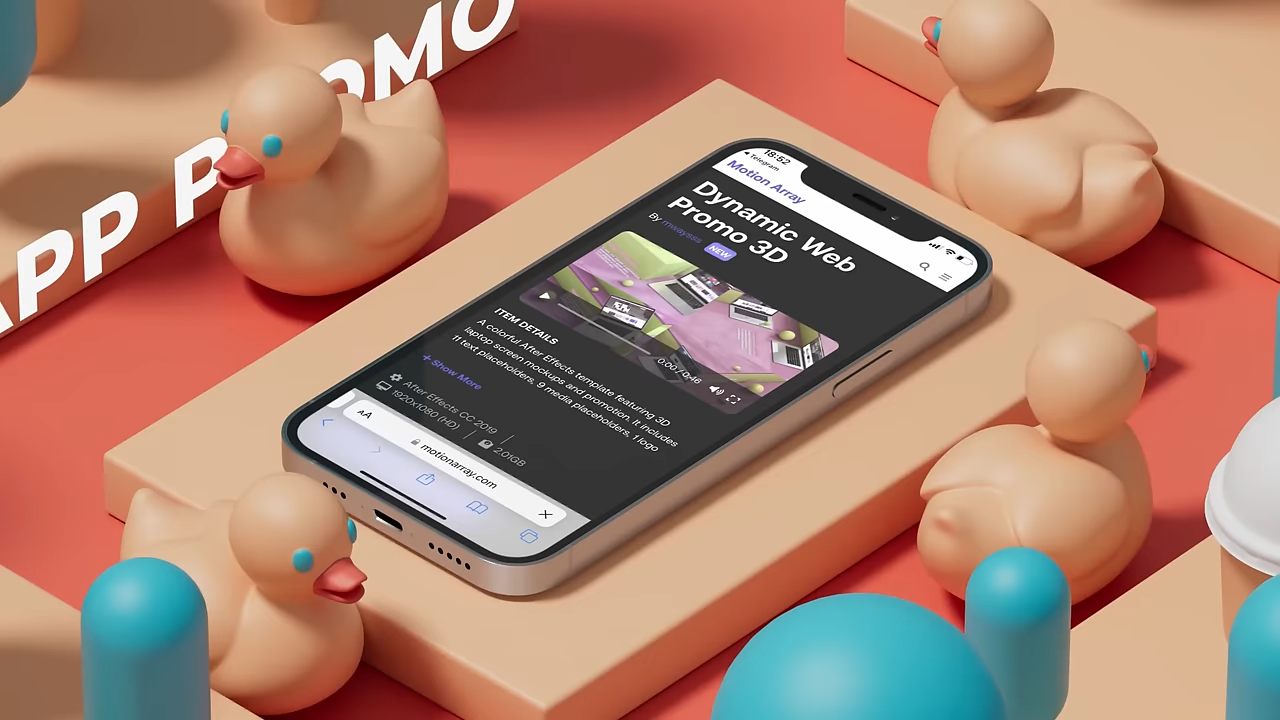 APP PROMO
18:52
Telegram
Motion Array
Dynamic Web
Promo 3D
By mwaysss NEW
0:00 / 0:46
ITEM DETAILS
A colorful After Effects template featuring 3D
laptop screen mockups and promotion. It includes
11 text placeholders, 9 media placeholders, 1 logo
+ Show More
After Effects CC 2019
1920x1080 (HD) 2.01GB
AA motionarray.com